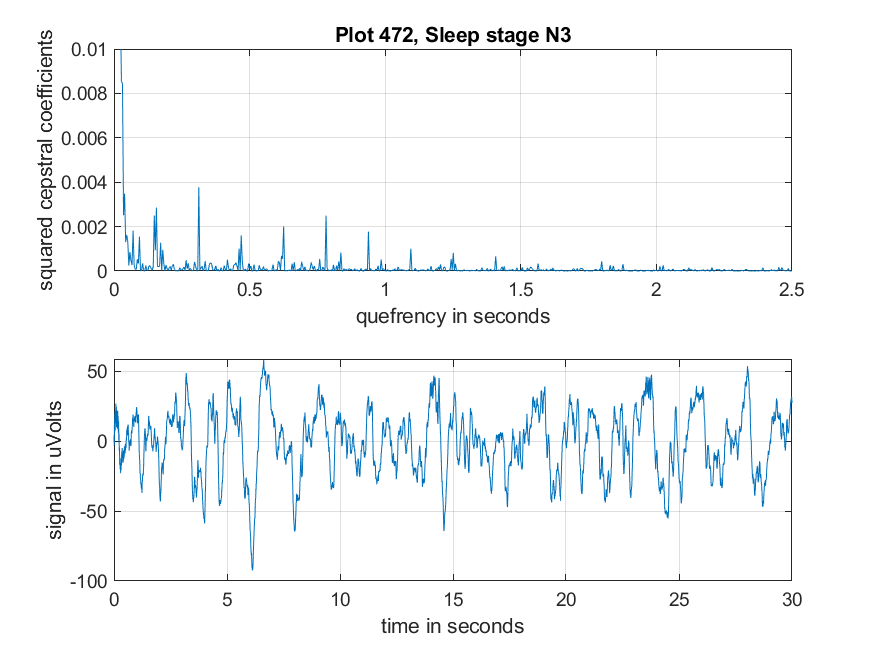 Plot 472, Sleep stage N3
squared cepstral coefficients
0.01
0.008
0.006
0.004
0.002
0
0 0.5 1 1.5 2 2.5
quefrency in seconds
signal in uVolts
50
0
-50
-100
0 5 10 15 20 25 30
time in seconds